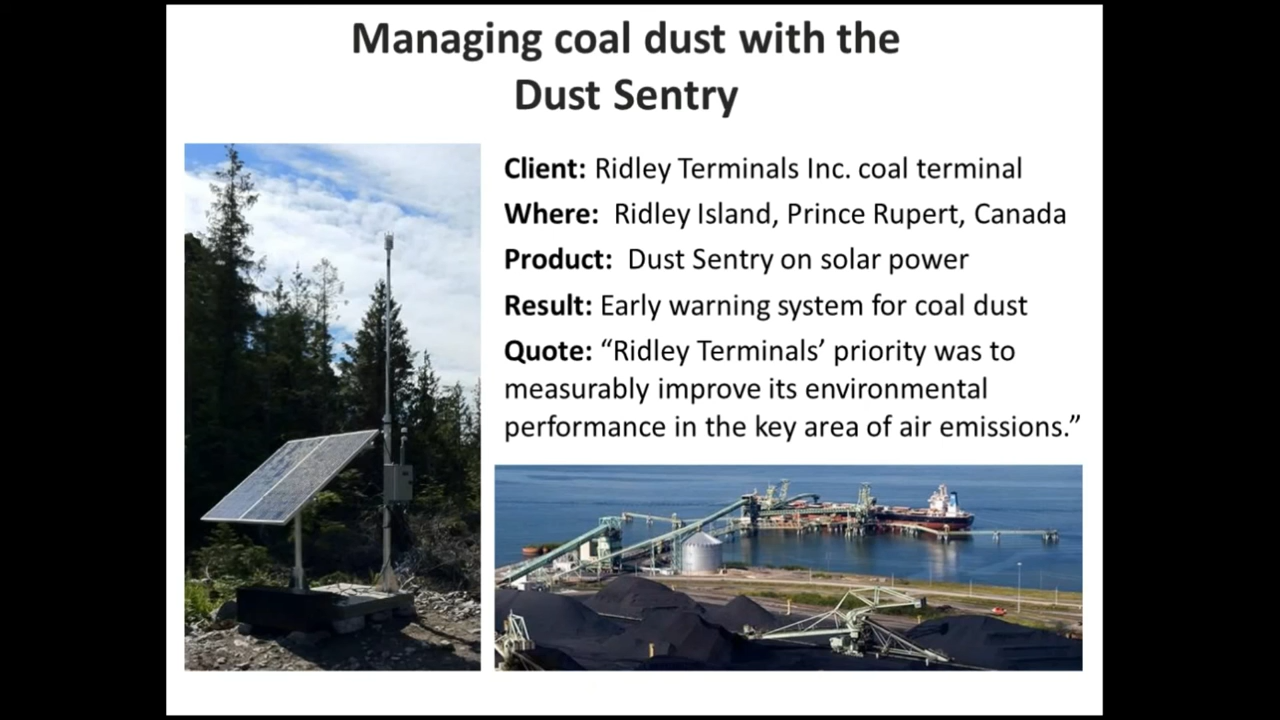 Managing coal dust with the
Dust Sentry
Client: Ridley Terminals Inc. coal terminal
Where: Ridley Island, Prince Rupert, Canada
Product: Dust Sentry on solar power
Result: Early warning system for coal dust
Quote: “Ridley Terminals’ priority was to
measurably improve its environmental
performance in the key area of air emissions.”